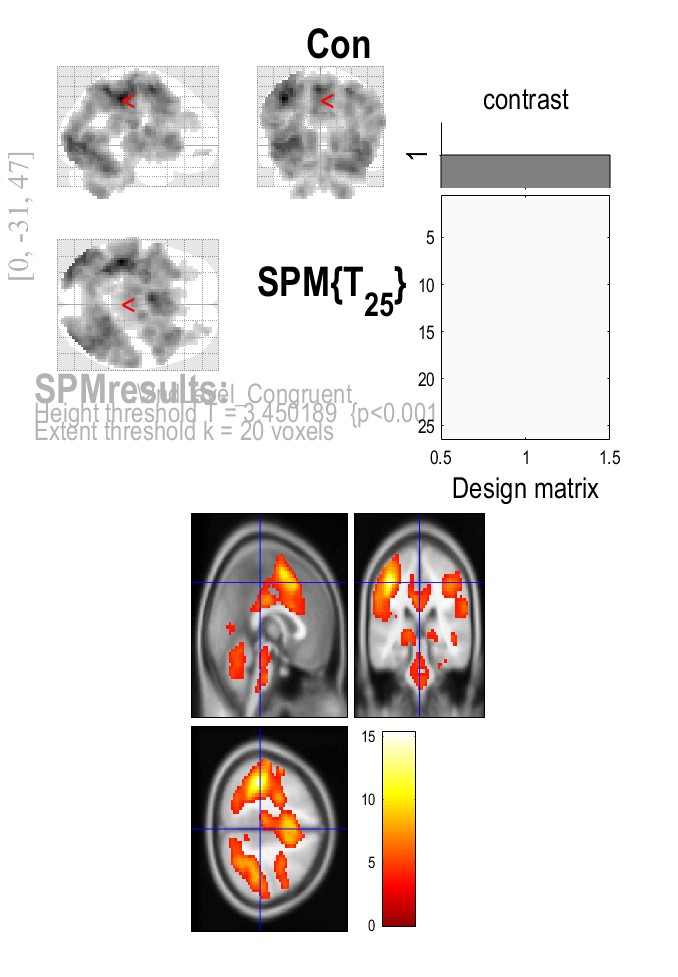 Con
contrast
1
[0, -31, 47]
SPM{T25}
5
10
15
20
25
0.5
1
1.5
Design matrix
SPMresults:
Height threshold T = 3.450189 {p<0.001
Extent threshold k = 20 voxels
15
10
5
0